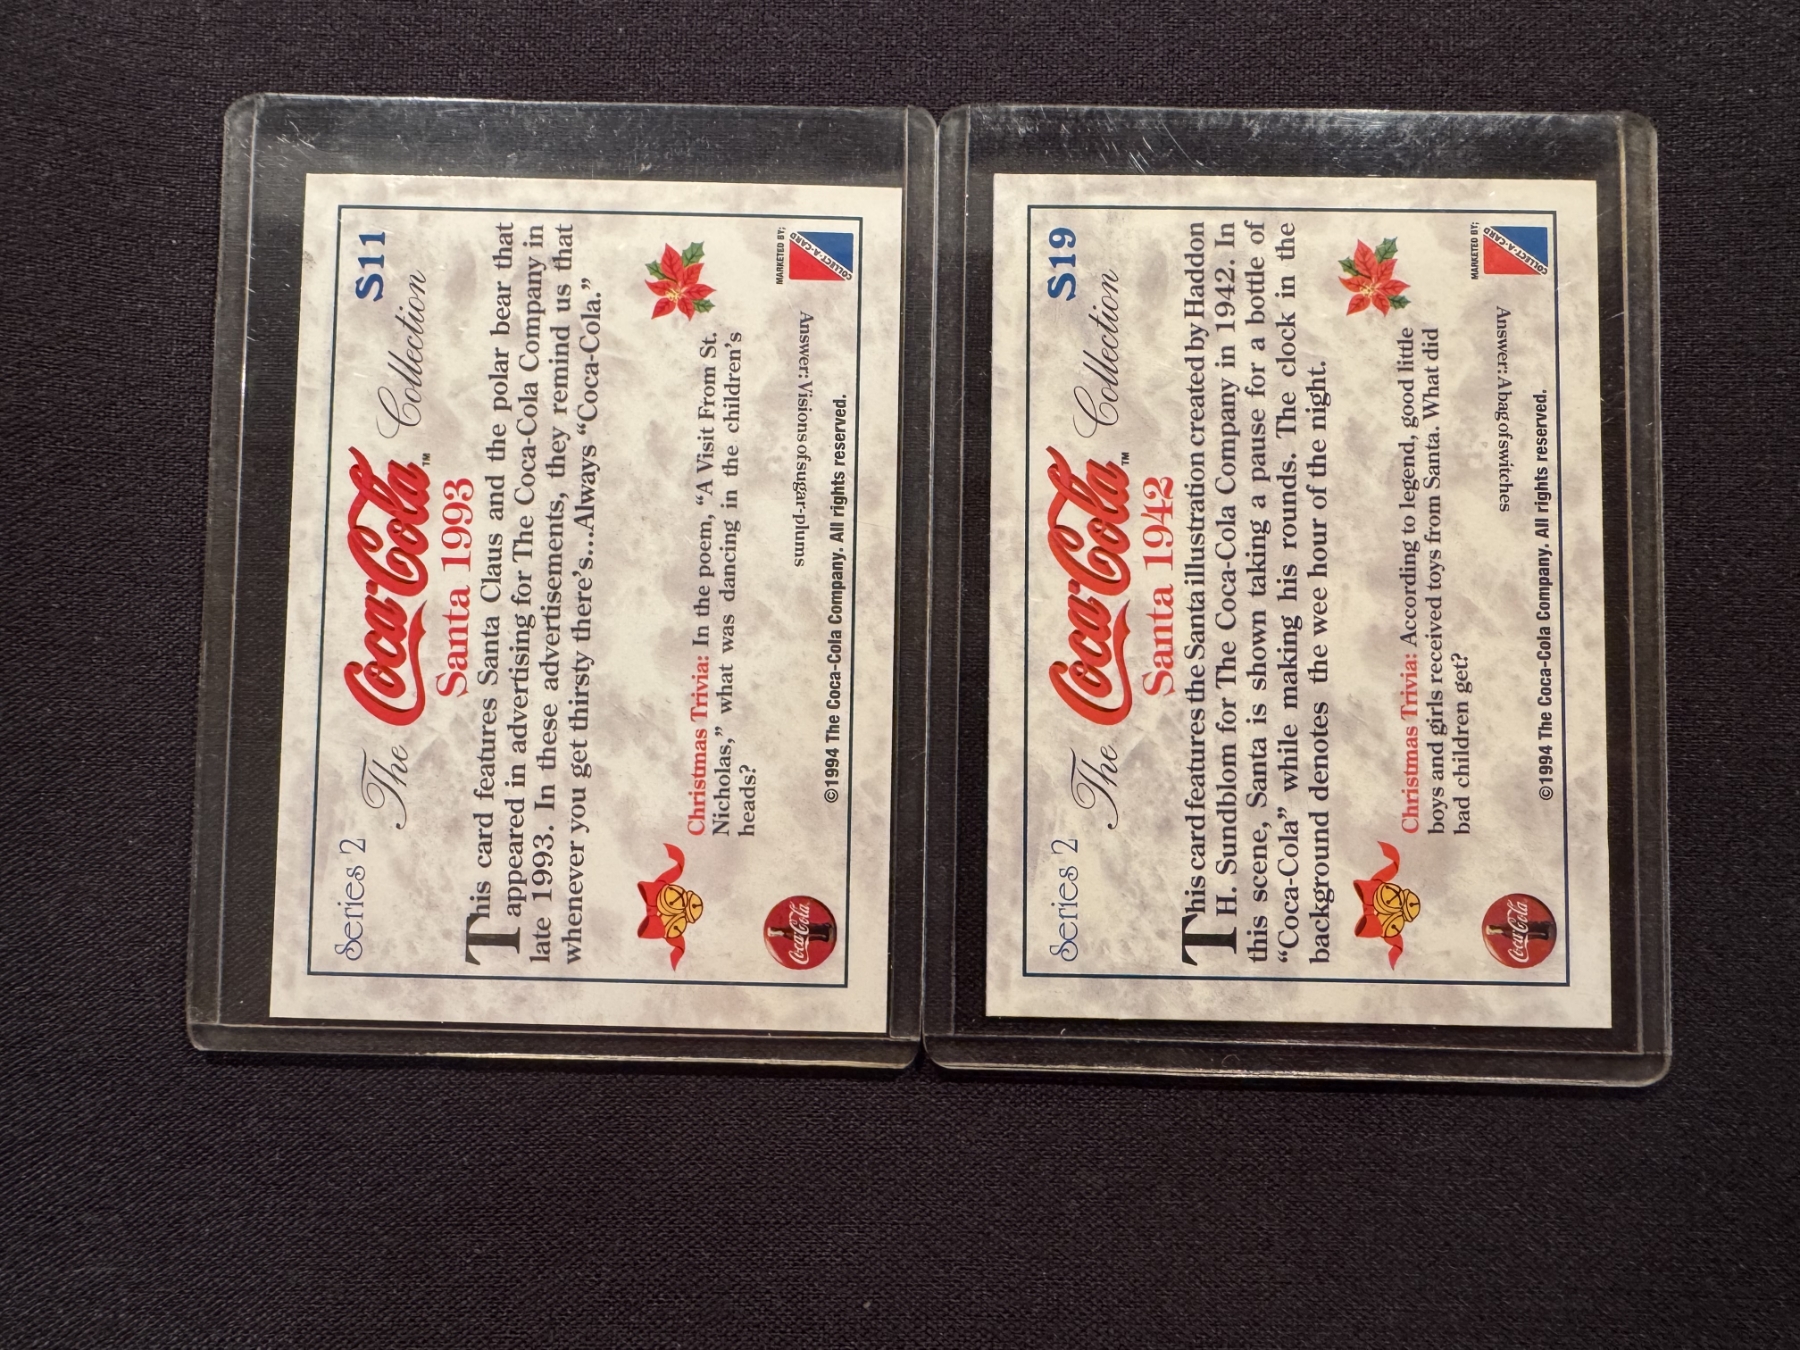 Series 2
S11
The Coca-Cola™ Collection
Santa 1993
This card features Santa Claus and the polar bear that
appeared in advertising for The Coca-Cola Company in
late 1993. In these advertisements, they remind us that
whenever you get thirsty there's...Always “Coca-Cola.”
Christmas Trivia: In the poem, “A Visit From St.
Nicholas,” what was dancing in the children's
heads?
Coca-Cola
Answer: Visions of sugar-plums
MARKETED BY:
COLLECT-A-CARD
©1994 The Coca-Cola Company. All rights reserved.
Series 2
S19
The Coca-Cola™ Collection
Santa 1942
This card features the Santa illustration created by Haddon
H. Sundblom for The Coca-Cola Company in 1942. In
this scene, Santa is shown taking a pause for a bottle of
“Coca-Cola” while making his rounds. The clock in the
background denotes the wee hour of the night.
Christmas Trivia: According to legend, good little
boys and girls received toys from Santa. What did
bad children get?
Coca-Cola
Answer: A bag of switches
MARKETED BY:
COLLECT-A-CARD
©1994 The Coca-Cola Company. All rights reserved.